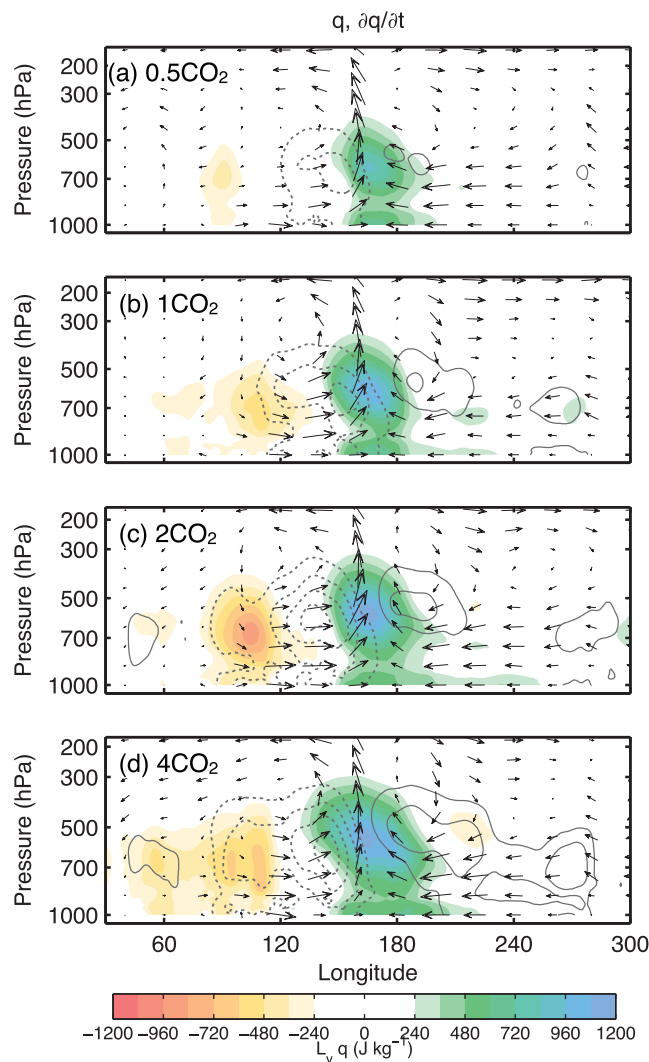 q, ∂q/∂t
(a) 0.5CO₂
Pressure (hPa)
200
300
500
700
1000
(b) 1CO₂
Pressure (hPa)
200
300
500
700
1000
(c) 2CO₂
Pressure (hPa)
200
300
500
700
1000
(d) 4CO₂
Pressure (hPa)
200
300
500
700
1000
60 120 180 240 300
Longitude
−1200 −960 −720 −480 −240 0 240 480 720 960 1200
Lᵥ q (J kg⁻¹)